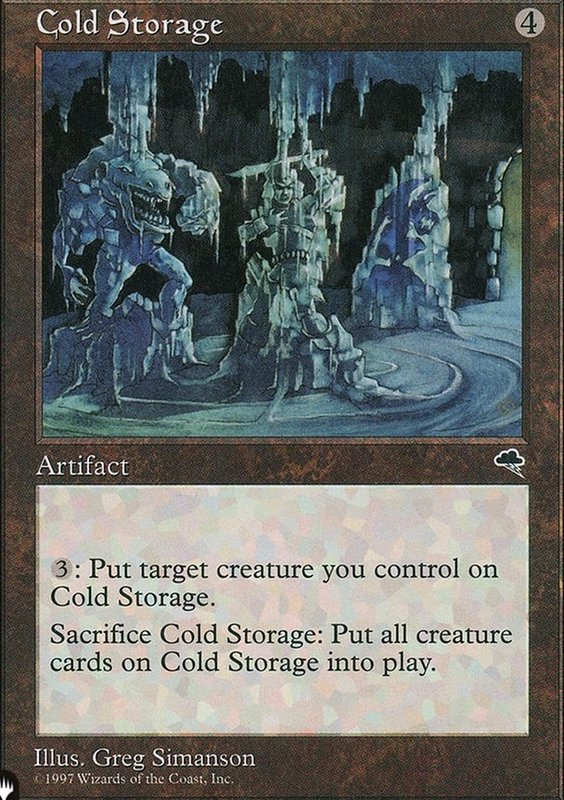 Cold Storage
4
Artifact
3: Put target creature you control on
Cold Storage.
Sacrifice Cold Storage: Put all creature
cards on Cold Storage into play.
Illus. Greg Simanson
©1997 Wizards of the Coast, Inc.